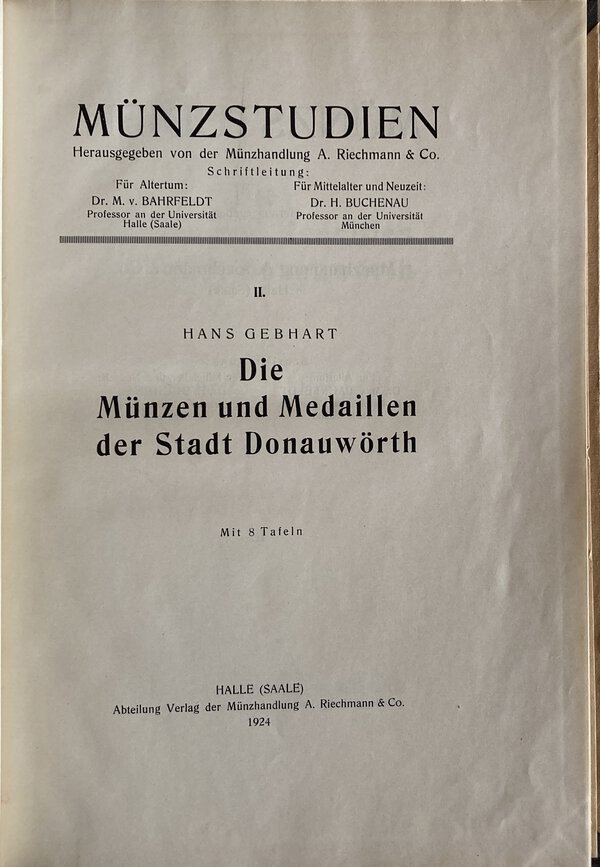 MÜNZSTUDIEN
Herausgegeben von der Münzhandlung A. Riechmann & Co.
Schriftleitung:
Für Altertum:
Dr. M. v. BAHRFELDT
Professor an der Universität
Halle (Saale)
Für Mittelalter und Neuzeit:
Dr. H. BUCHENAU
Professor an der Universität
München
II.
HANS GEBHART
Die
Münzen und Medaillen
der Stadt Donauwörth
Mit 8 Tafeln
HALLE (SAALE)
Abteilung Verlag der Münzhandlung A. Riechmann & Co.
1924